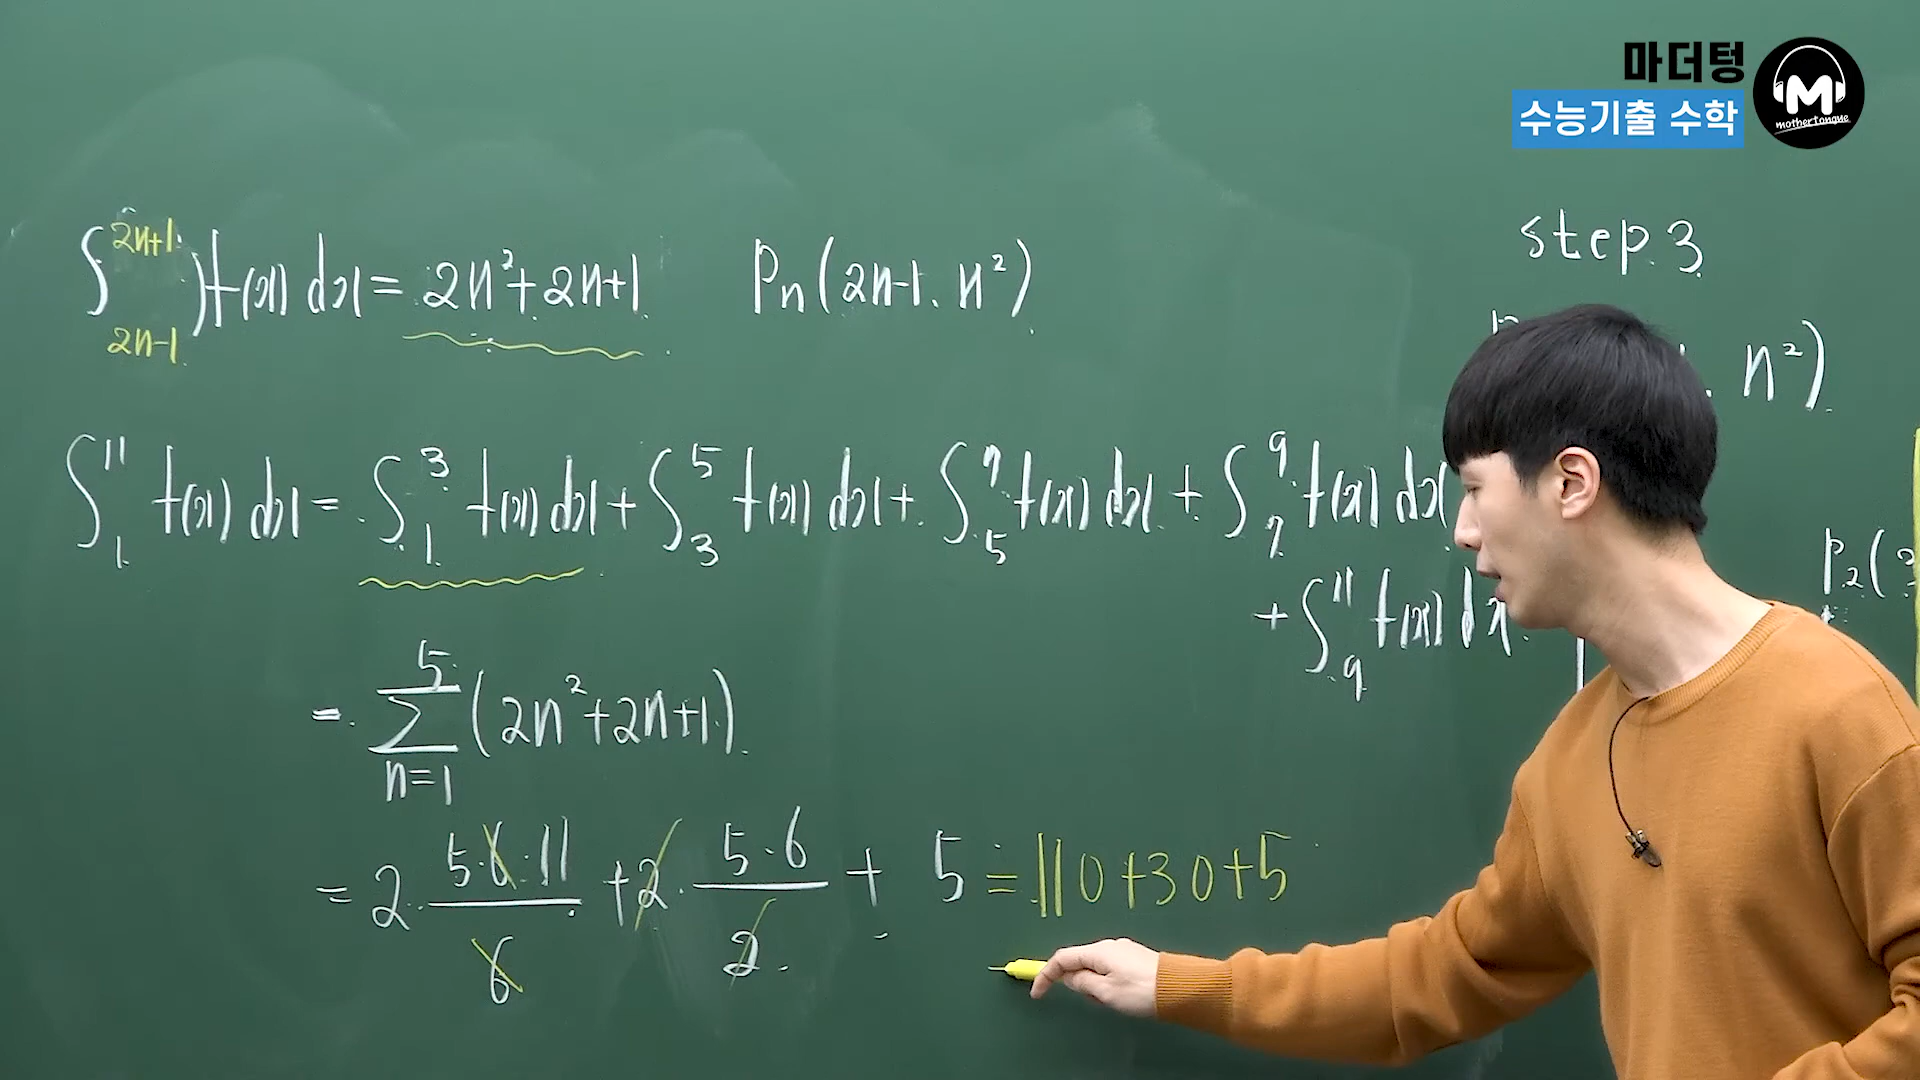 마더텅
수능기출 수학
M
mothertongue
step 3
∫_{2n-1}^{2n+1} f(x) dx = 2n²+2n+1
Pn(2n-1, n²)
, n²)
∫_1^11 f(x) dx = ∫_1^3 f(x) dx + ∫_3^5 f(x) dx + ∫_5^7 f(x) dx + ∫_7^9 f(x) dx
+ ∫_9^11 f(x) dx
P₂(3
= ∑_{n=1}^5 (2n²+2n+1)
= 2 · 5·6·11/6 + 2 · 5·6/2 + 5 = 110+30+5